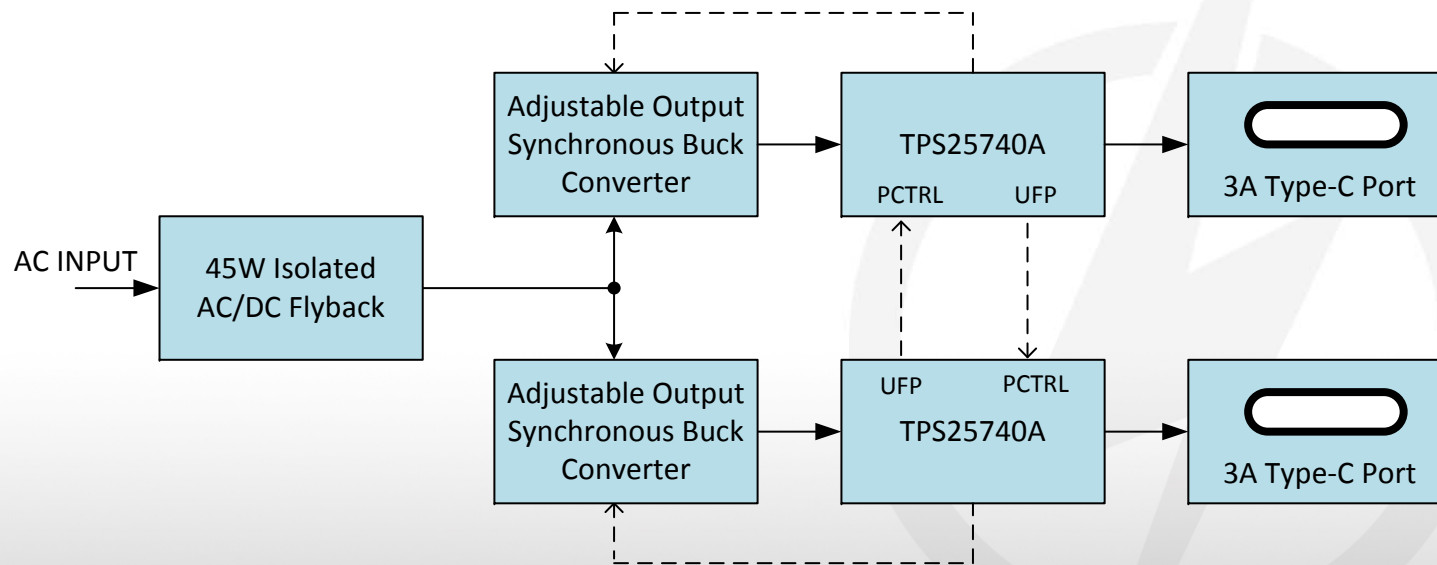 AC INPUT
45W Isolated
AC/DC Flyback
Adjustable Output
Synchronous Buck
Converter
TPS25740A
PCTRL
UFP
3A Type-C Port
Adjustable Output
Synchronous Buck
Converter
UFP
PCTRL
TPS25740A
3A Type-C Port